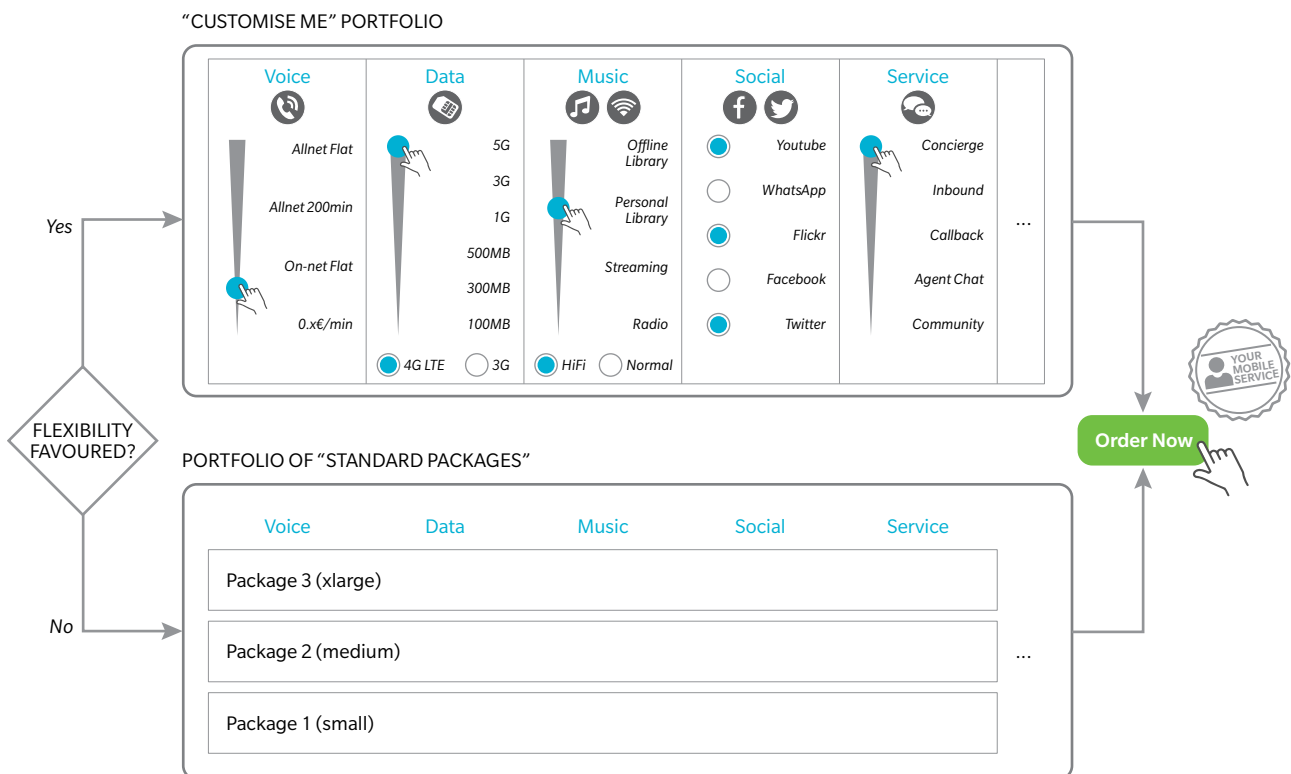 “CUSTOMISE ME” PORTFOLIO
Voice
Allnet Flat
Allnet 200min
On-net Flat
0.x€/min
Data
5G
3G
1G
500MB
300MB
100MB
4G LTE
3G
Music
Offline
Library
Personal
Library
Streaming
Radio
HiFi
Normal
Social
Youtube
WhatsApp
Flickr
Facebook
Twitter
Service
Concierge
Inbound
Callback
Agent Chat
Community
...
Yes
FLEXIBILITY
FAVOURED?
No
YOUR
MOBILE
SERVICE
Order Now
PORTFOLIO OF “STANDARD PACKAGES”
Voice Data Music Social Service
Package 3 (xlarge)
Package 2 (medium)
...
Package 1 (small)